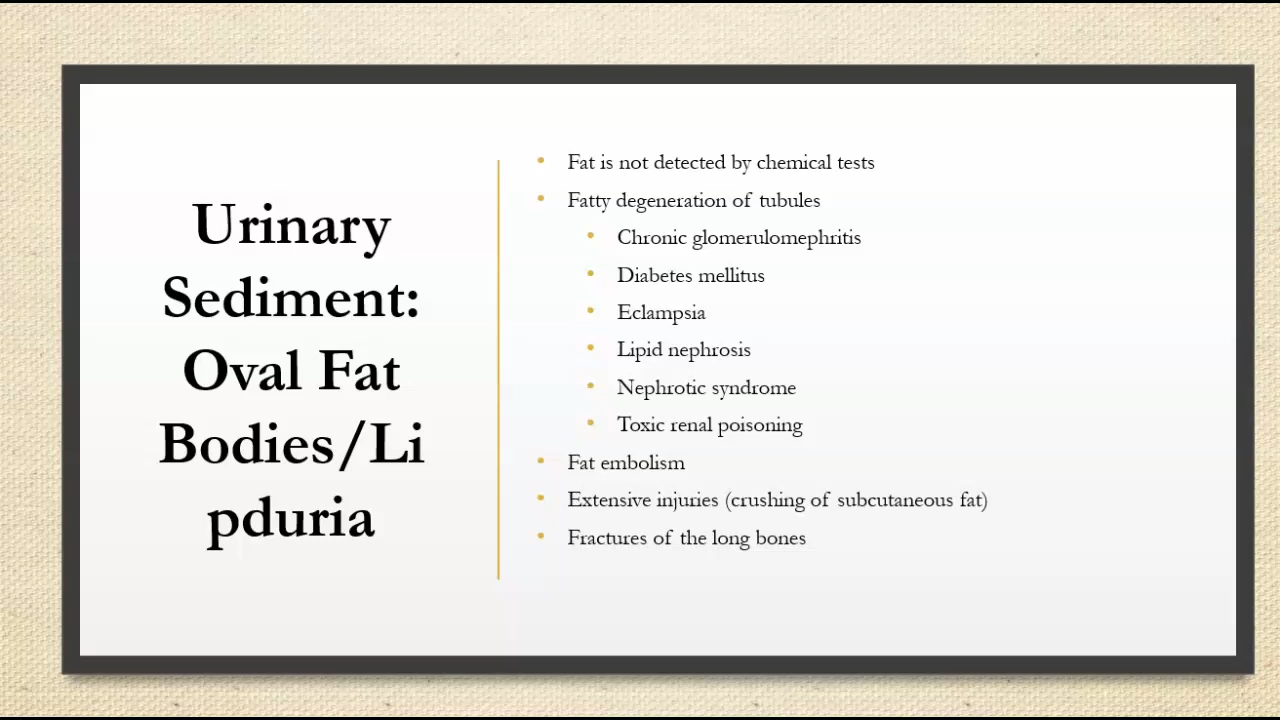 Urinary
Sediment:
Oval Fat
Bodies/Li
pduria
• Fat is not detected by chemical tests
• Fatty degeneration of tubules
• Chronic glomerulomephritis
• Diabetes mellitus
• Eclampsia
• Lipid nephrosis
• Nephrotic syndrome
• Toxic renal poisoning
• Fat embolism
• Extensive injuries (crushing of subcutaneous fat)
• Fractures of the long bones